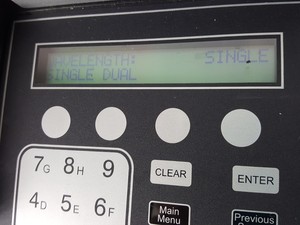 WAVELENGTH: SINGLE
SINGLE DUAL
7G 8H 9
CLEAR
ENTER
4D 5E 6F
Main
Menu
Previous